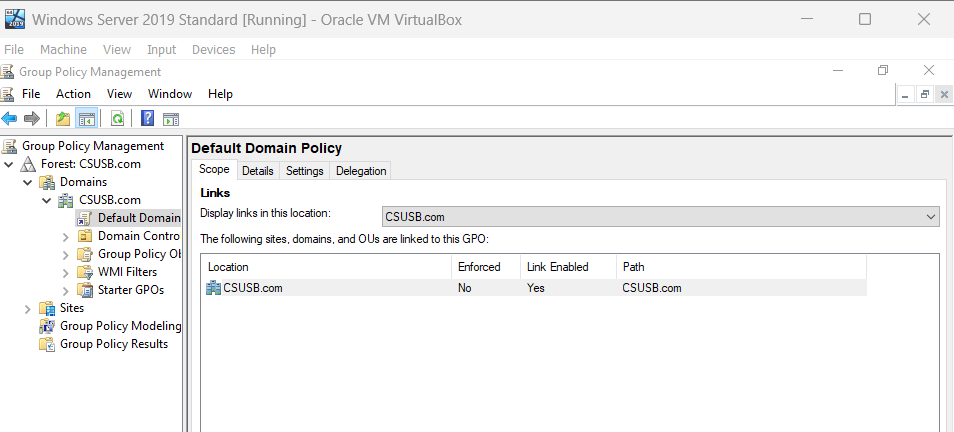 2019
Windows Server 2019 Standard [Running] - Oracle VM VirtualBox
File Machine View Input Devices Help
Group Policy Management
File Action View Window Help
Group Policy Management
Forest: CSUSB.com
Domains
CSUSB.com
Default Domain
Domain Contro
Group Policy Ob
WMI Filters
Starter GPOs
Sites
Group Policy Modeling
Group Policy Results
Default Domain Policy
Scope Details Settings Delegation
Links
Display links in this location: CSUSB.com
The following sites, domains, and OUs are linked to this GPO:
Location Enforced Link Enabled Path
CSUSB.com No Yes CSUSB.com